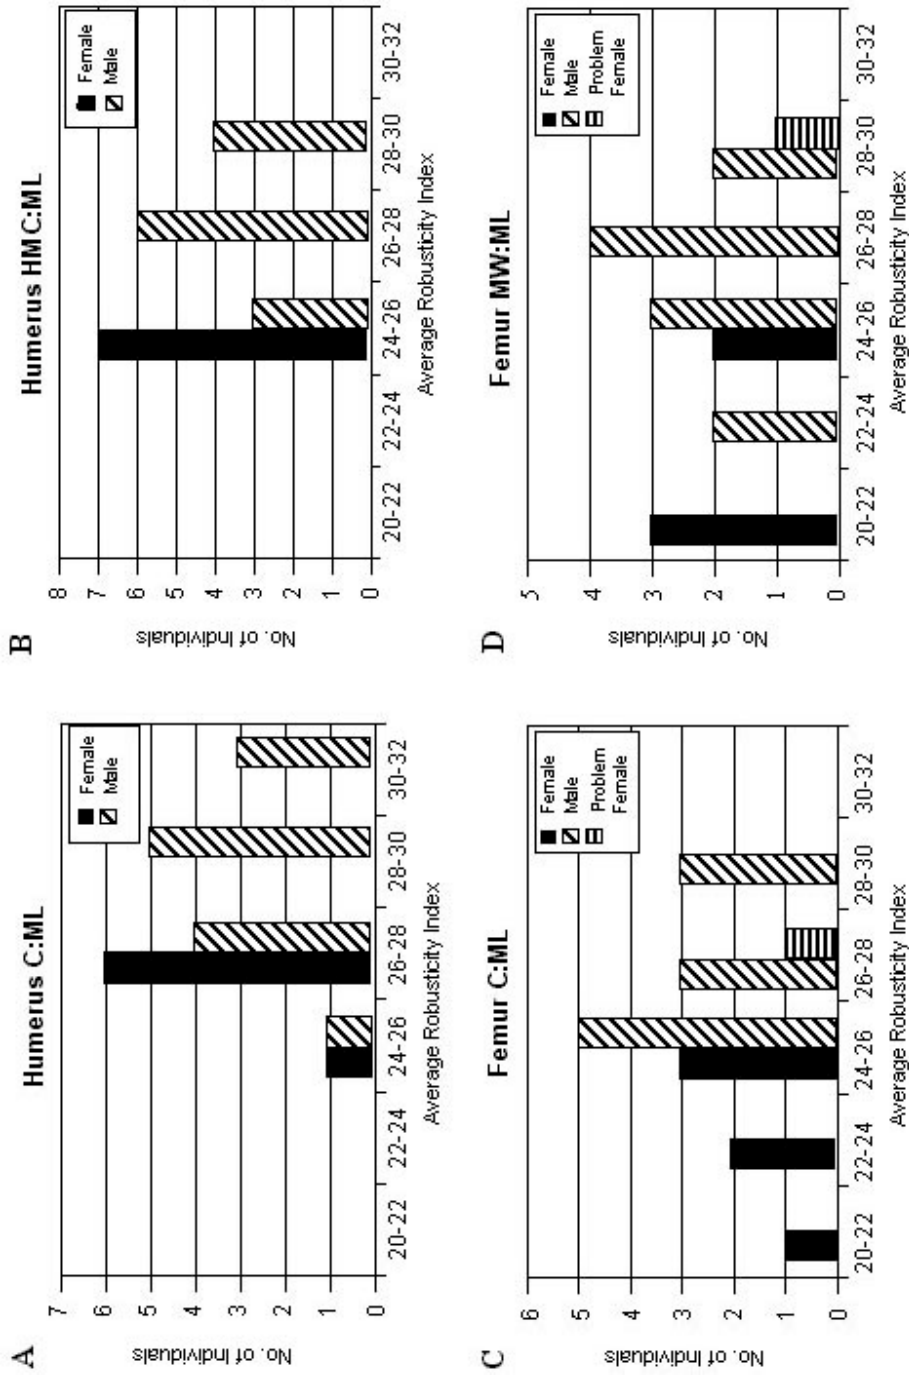 A
Humerus C:ML
7
6
5
4
3
2
1
0
No. of Individuals
20-22 22-24 24-26 26-28 28-30 30-32
Average Robusticity Index
Female
Male
B
Humerus HMC:ML
8
7
6
5
4
3
2
1
0
No. of Individuals
20-22 22-24 24-26 26-28 28-30 30-32
Average Robusticity Index
Female
Male
C
Femur C:ML
6
5
4
3
2
1
0
No. of Individuals
20-22 22-24 24-26 26-28 28-30 30-32
Average Robusticity Index
Female
Male
Problem
Female
D
Femur MW:ML
5
4
3
2
1
0
No. of Individuals
20-22 22-24 24-26 26-28 28-30 30-32
Average Robusticity Index
Female
Male
Problem
Female